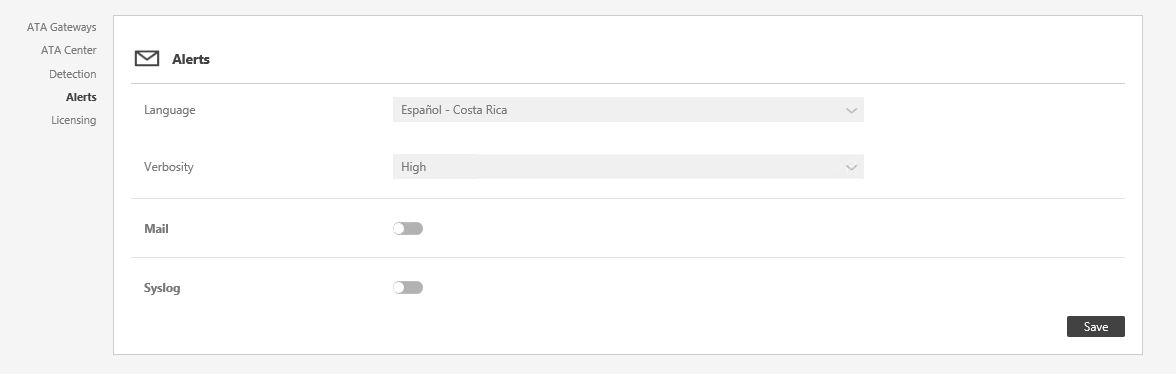 ATA Gateways
ATA Center
Detection
Alerts
Licensing
Alerts
Language
Español - Costa Rica
Verbosity
High
Mail
Syslog
Save